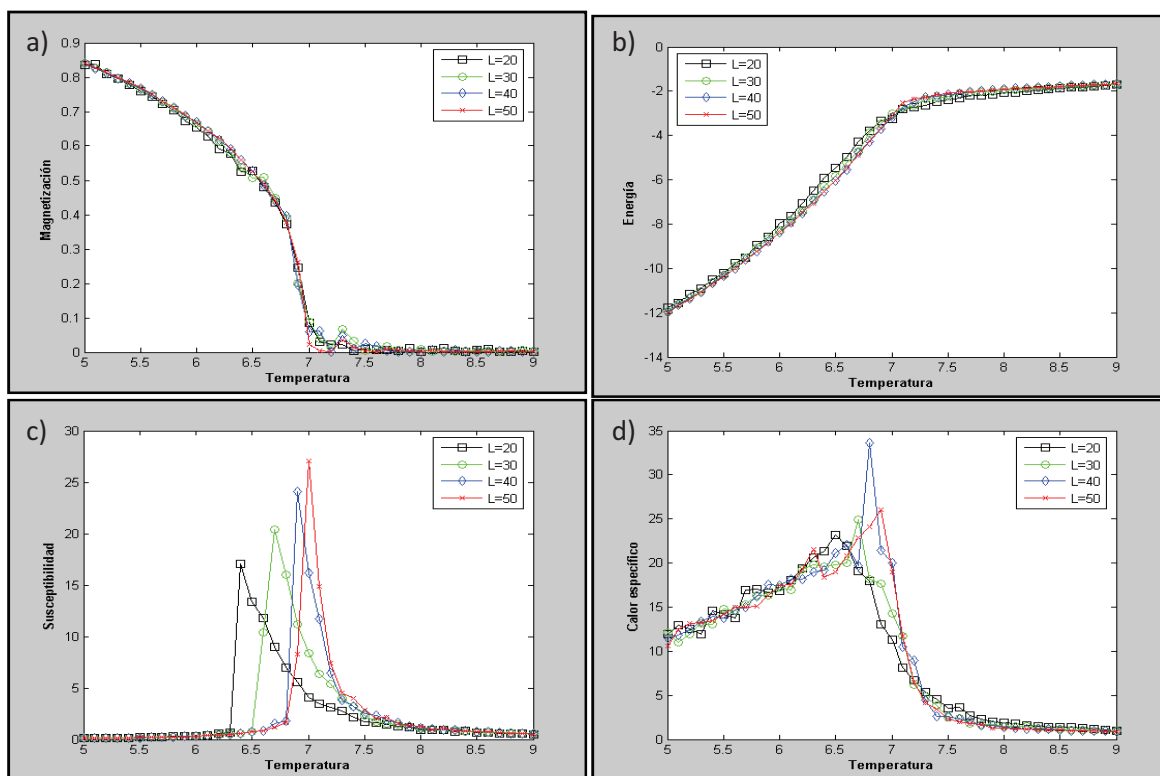 a)
0.9
0.8
0.7
0.6
0.5
0.4
0.3
0.2
0.1
0
Magnetización
5 5.5 6 6.5 7 7.5 8 8.5 9
Temperatura
L=20
L=30
L=40
L=50
b)
0
-2
-4
-6
-8
-10
-12
-14
Energía
5 5.5 6 6.5 7 7.5 8 8.5 9
Temperatura
L=20
L=30
L=40
L=50
c)
30
25
20
15
10
5
0
Susceptibilidad
5 5.5 6 6.5 7 7.5 8 8.5 9
Temperatura
L=20
L=30
L=40
L=50
d)
35
30
25
20
15
10
5
0
Calor específico
5 5.5 6 6.5 7 7.5 8 8.5 9
Temperatura
L=20
L=30
L=40
L=50